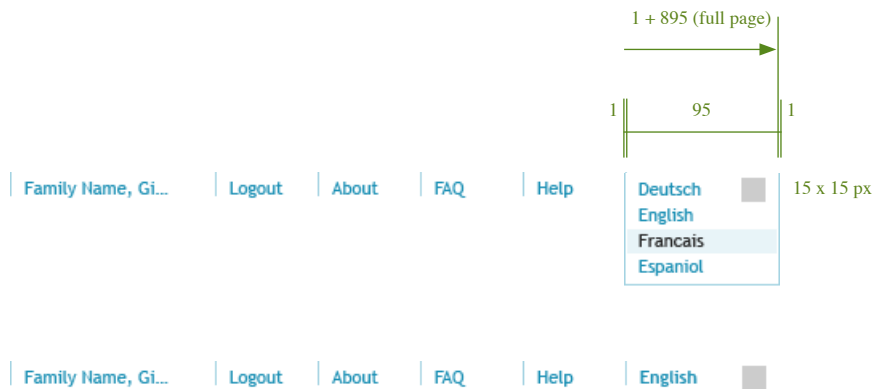 1 + 895 (full page)
1 95 1
Family Name, Gi... Logout About FAQ Help Deutsch 15 x 15 px
English
Francais
Espaniol
Family Name, Gi... Logout About FAQ Help English